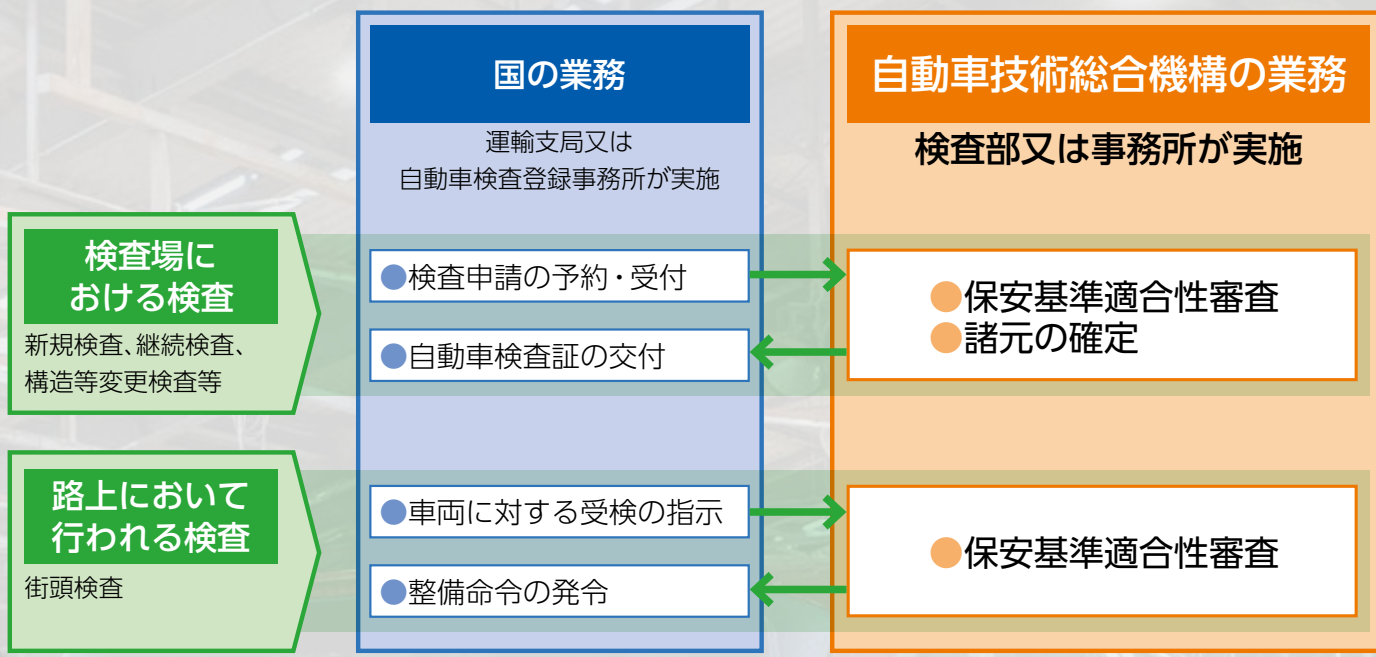 国の業務
運輸支局又は
自動車検査登録事務所が実施
自動車技術総合機構の業務
検査部又は事務所が実施
検査場に
おける検査
新規検査、継続検査、
構造等変更検査等
●検査申請の予約・受付
●自動車検査証の交付
●保安基準適合性審査
●諸元の確定
路上において
行われる検査
街頭検査
●車両に対する受検の指示
●整備命令の発令
●保安基準適合性審査